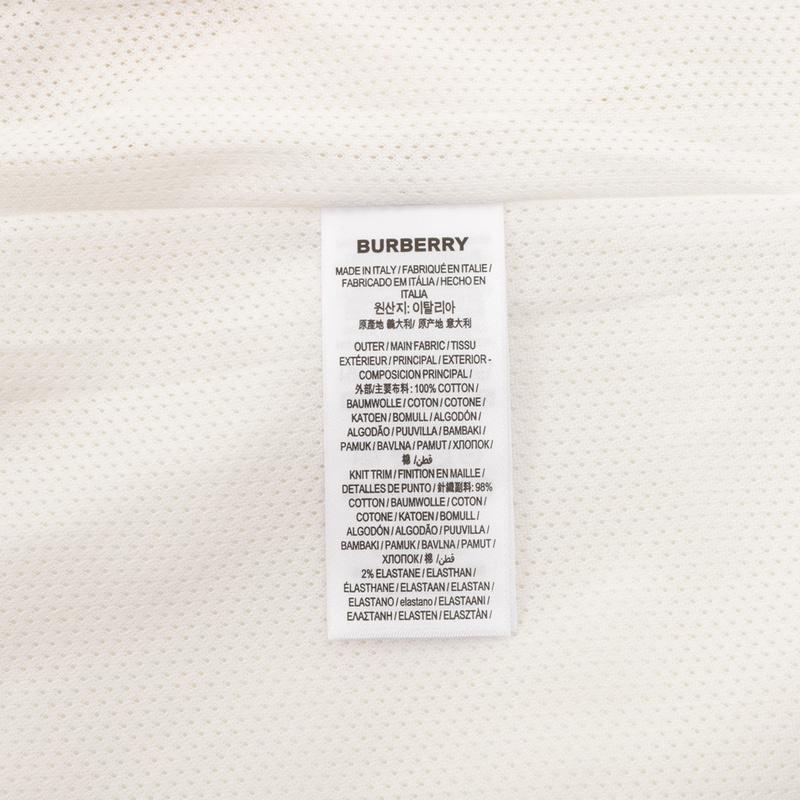 BURBERRY
MADE IN ITALY / FABRIQUÉ EN ITALIE /
FABRICADO EM ITÁLIA / HECHO EN
ITALIA
원산지: 이탈리아
原產地 義大利/ 原产地 意大利
OUTER / MAIN FABRIC / TISSU
EXTÉRIEUR / PRINCIPAL / EXTERIOR -
COMPOSICION PRINCIPAL /
外部/主要布料: 100% COTTON /
BAUMWOLLE / COTON / COTONE /
KATOEN / BOMULL / ALGODÓN /
ALGODÃO / PUUVILLA / BAMBAKI /
PAMUK / BAVLNA / PAMUT / ХЛОПОК /
棉 / قطن
KNIT TRIM / FINITION EN MAILLE /
DETALLES DE PUNTO / 針織副料: 98%
COTTON / BAUMWOLLE / COTON /
COTONE / KATOEN / BOMULL /
ALGODÓN / ALGODÃO / PUUVILLA /
BAMBAKI / PAMUK / BAVLNA / PAMUT /
ХЛОПОК / 棉 / قطن
2% ELASTANE / ELASTHAN /
ÉLASTHANE / ELASTAAN / ELASTAN /
ELASTANO / elastano / ELASTAANI /
ΕΛΑΣΤΑΝΗ / ELASTEN / ELASZTÁN /